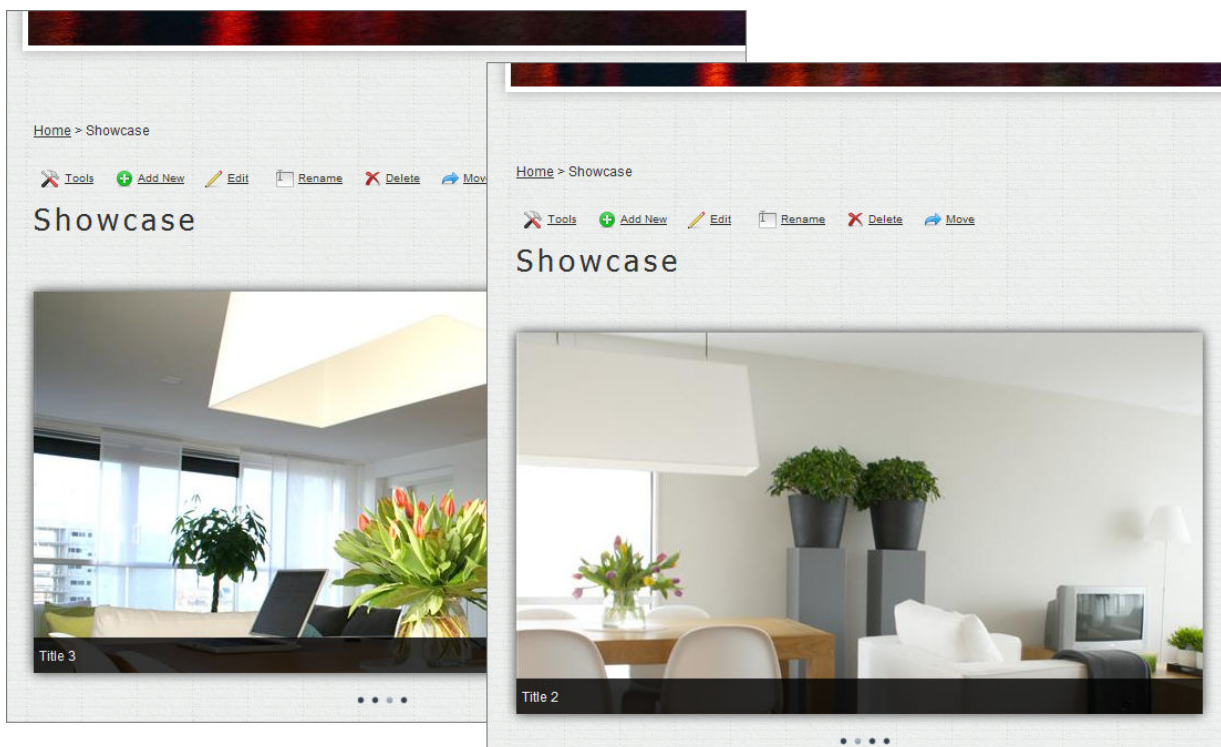 Home > Showcase
Tools Add New Edit Rename Delete Mov
Showcase
Title 3
Home > Showcase
Tools Add New Edit Rename Delete Move
Showcase
Title 2